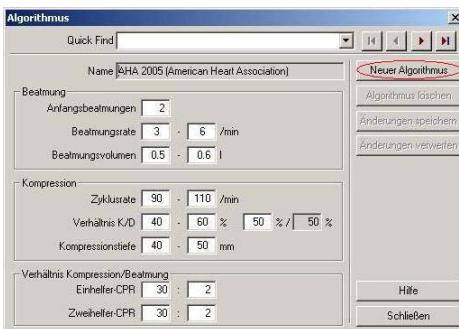 Algorithmus
Quick Find
Name AHA 2005 (American Heart Association)
Neuer Algorithmus
Algorithmus löschen
Änderungen speichern
Änderungen verwerfen
Beatmung
Anfangsbeatmungen 2
Beatmungsrate 3 - 6 /min
Beatmungsvolumen 0.5 - 0.6 l
Kompression
Zyklusrate 90 - 110 /min
Verhältnis K/D 40 - 60 % 50 % / 50 %
Kompressionstiefe 40 - 50 mm
Verhältnis Kompression/Beatmung
Einhelfer-CPR 30 : 2
Zweihelfer-CPR 30 : 2
Hilfe
Schließen